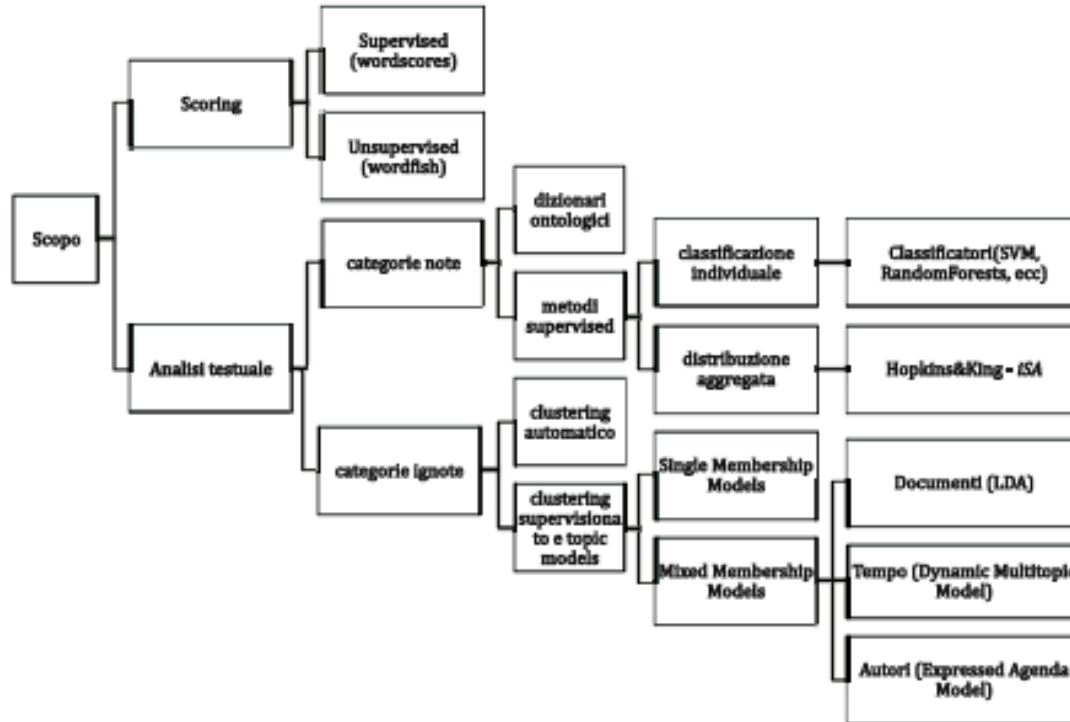 Supervised
(wordscores)
Scoring
Unsupervised
(wordfish)
Scopo
dizionari
ontologici
categorie note
classificazione
individuale
Classificatori(SVM,
RandomForests, ecc)
metodi
supervised
Analisi testuale
distribuzione
aggregata
Hopkins&King - iSA
clustering
automatico
categorie ignote
Single Membership
Models
Documenti (LDA)
clustering
supervisiona
to e topic
models
Mixed Membership
Models
Tempo (Dynamic Multitopic
Model)
Autori (Expressed Agenda
Model)